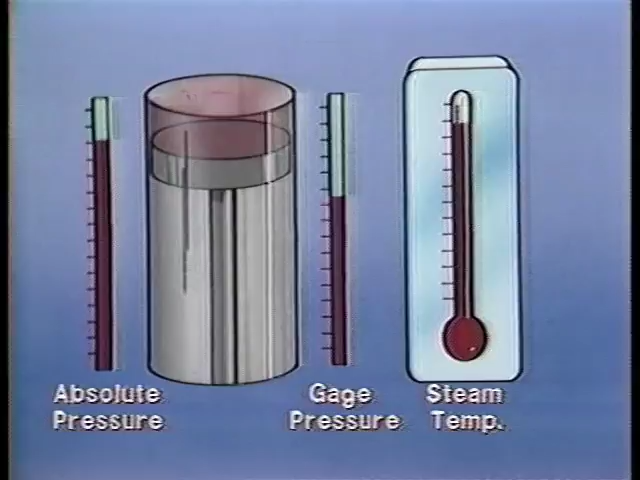 Absolute
Pressure
Gage
Pressure
Steam
Temp.